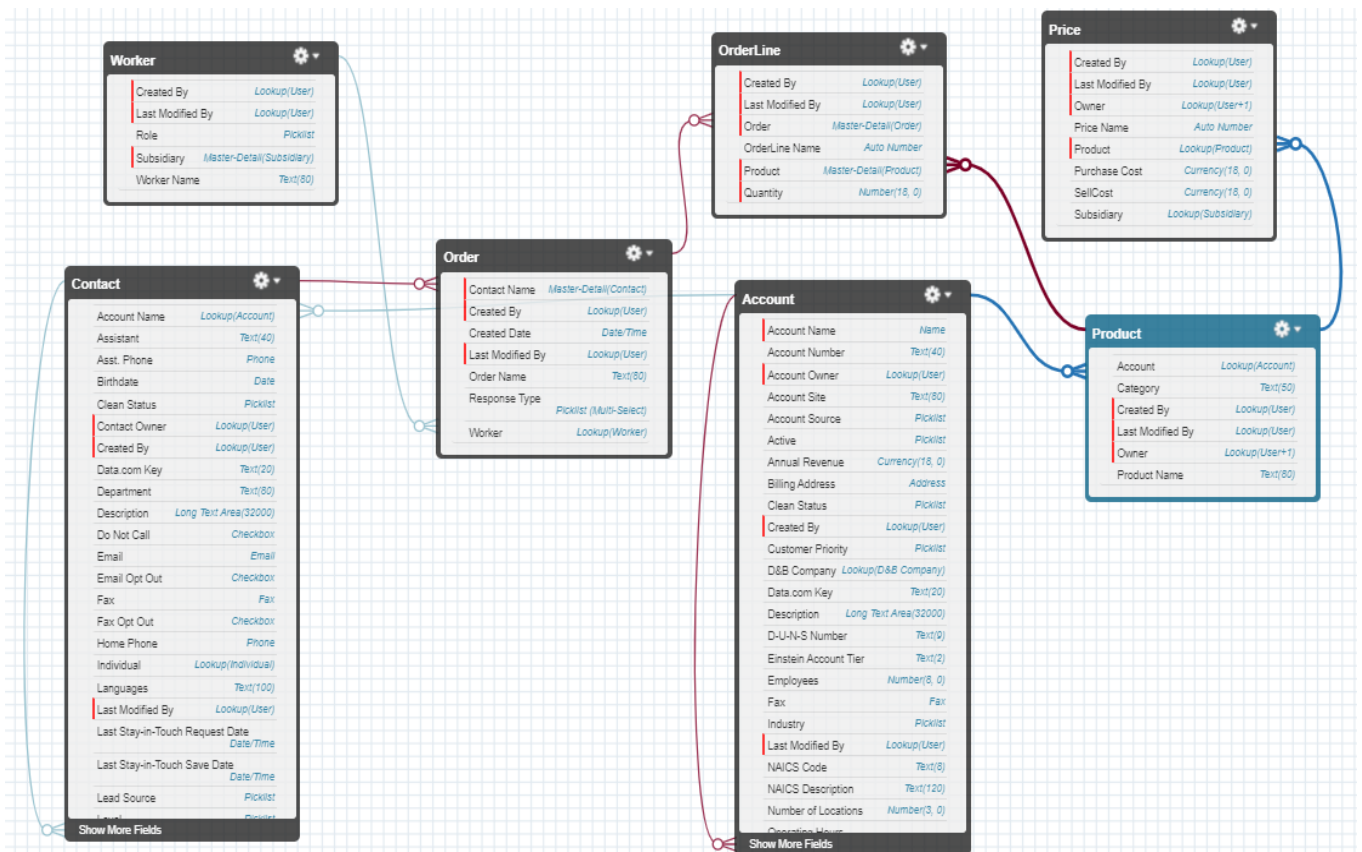 Worker
Created By Lookup(User)
Last Modified By Lookup(User)
Role Picklist
Subsidiary Master-Detail(Subsidiary)
Worker Name Text(80)
OrderLine
Created By Lookup(User)
Last Modified By Lookup(User)
Order Master-Detail(Order)
OrderLine Name Auto Number
Product Master-Detail(Product)
Quantity Number(18, 0)
Price
Created By Lookup(User)
Last Modified By Lookup(User)
Owner Lookup(User+1)
Price Name Auto Number
Product Lookup(Product)
Purchase Cost Currency(18, 0)
SellCost Currency(18, 0)
Subsidiary Lookup(Subsidiary)
Contact
Account Name Lookup(Account)
Assistant Text(40)
Asst. Phone Phone
Birthdate Date
Clean Status Picklist
Contact Owner Lookup(User)
Created By Lookup(User)
Data.com Key Text(20)
Department Text(80)
Description Long Text Area(32000)
Do Not Call Checkbox
Email Email
Email Opt Out Checkbox
Fax Fax
Fax Opt Out Checkbox
Home Phone Phone
Individual Lookup(Individual)
Languages Text(100)
Last Modified By Lookup(User)
Last Stay-in-Touch Request Date
Date/Time
Last Stay-in-Touch Save Date
Date/Time
Lead Source Picklist
Show More Fields
Order
Contact Name Master-Detail(Contact)
Created By Lookup(User)
Created Date Date/Time
Last Modified By Lookup(User)
Order Name Text(80)
Response Type
Picklist (Multi-Select)
Worker Lookup(Worker)
Account
Account Name Name
Account Number Text(40)
Account Owner Lookup(User)
Account Site Text(80)
Account Source Picklist
Active Picklist
Annual Revenue Currency(18, 0)
Billing Address Address
Clean Status Picklist
Created By Lookup(User)
Customer Priority Picklist
D&B Company Lookup(D&B Company)
Data.com Key Text(20)
Description Long Text Area(32000)
D-U-N-S Number Text(9)
Einstein Account Tier Text(2)
Employees Number(8, 0)
Fax Fax
Industry Picklist
Last Modified By Lookup(User)
NAICS Code Text(8)
NAICS Description Text(120)
Number of Locations Number(3, 0)
Operating Hours
Show More Fields
Product
Account Lookup(Account)
Category Text(50)
Created By Lookup(User)
Last Modified By Lookup(User)
Owner Lookup(User+1)
Product Name Text(80)